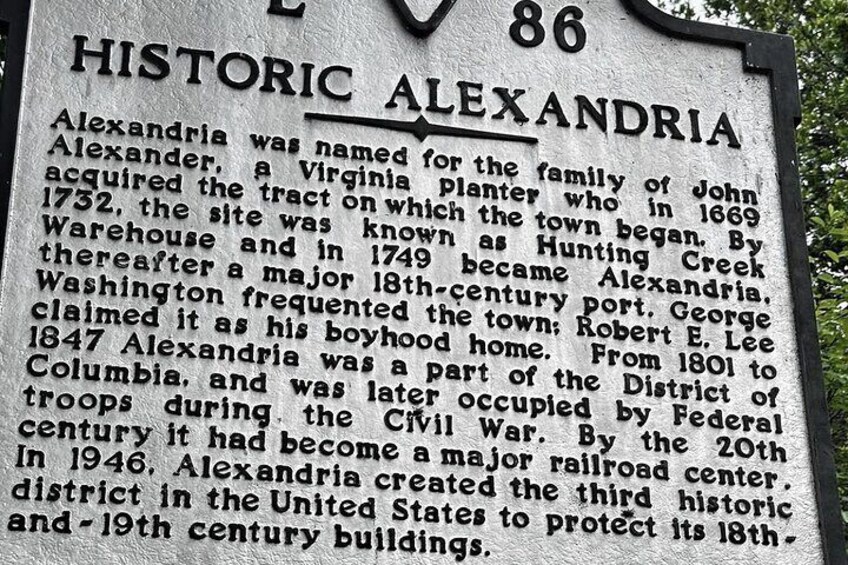 E 86
HISTORIC ALEXANDRIA
Alexandria was named for the family of John
Alexander, a Virginia planter who in 1669
acquired the tract on which the town began. By
1732, the site was known as Hunting Creek
Warehouse and in 1749 became Alexandria,
thereafter a major 18th-century port. George
Washington frequented the town; Robert E. Lee
claimed it as his boyhood home. From 1801 to
1847 Alexandria was a part of the District of
Columbia, and was later occupied by Federal
troops during the Civil War. By the 20th
century it had become a major railroad center.
In 1946, Alexandria created the third historic
district in the United States to protect its 18th-
and-19th century buildings.